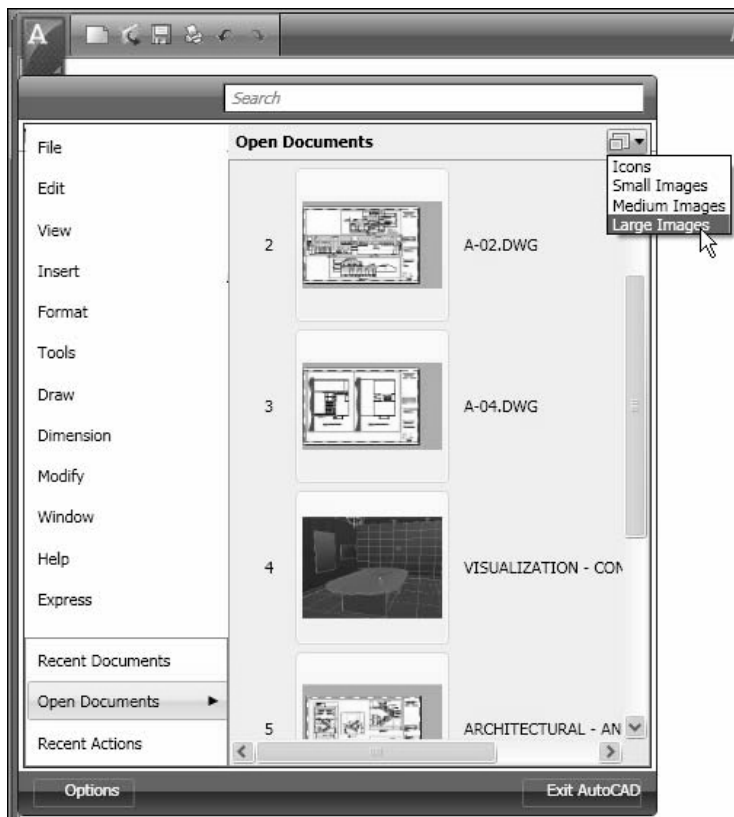 A
Search
File
Edit
View
Insert
Format
Tools
Draw
Dimension
Modify
Window
Help
Express
Recent Documents
Open Documents
Recent Actions
Open Documents
Icons
Small Images
Medium Images
Large Images
2 A-02.DWG
3 A-04.DWG
4 VISUALIZATION - CON
5 ARCHITECTURAL - AN
Options
Exit AutoCAD